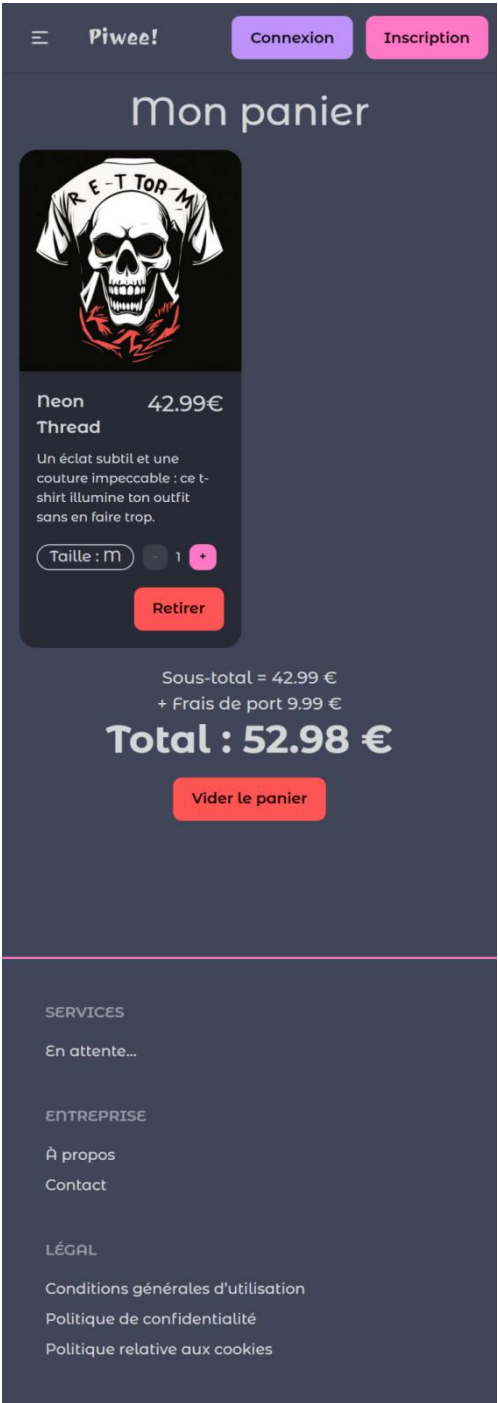 Piwee! Connexion Inscription
Mon panier
R E-T TOR-M
Neon Thread 42.99€
Un éclat subtil et une
couture impeccable : ce t-
shirt illumine ton outfit
sans en faire trop.
Taille : M - 1 +
Retirer
Sous-total = 42.99 €
+ Frais de port 9.99 €
Total : 52.98 €
Vider le panier
SERVICES
En attente...
ENTREPRISE
À propos
Contact
LÉGAL
Conditions générales d'utilisation
Politique de confidentialité
Politique relative aux cookies